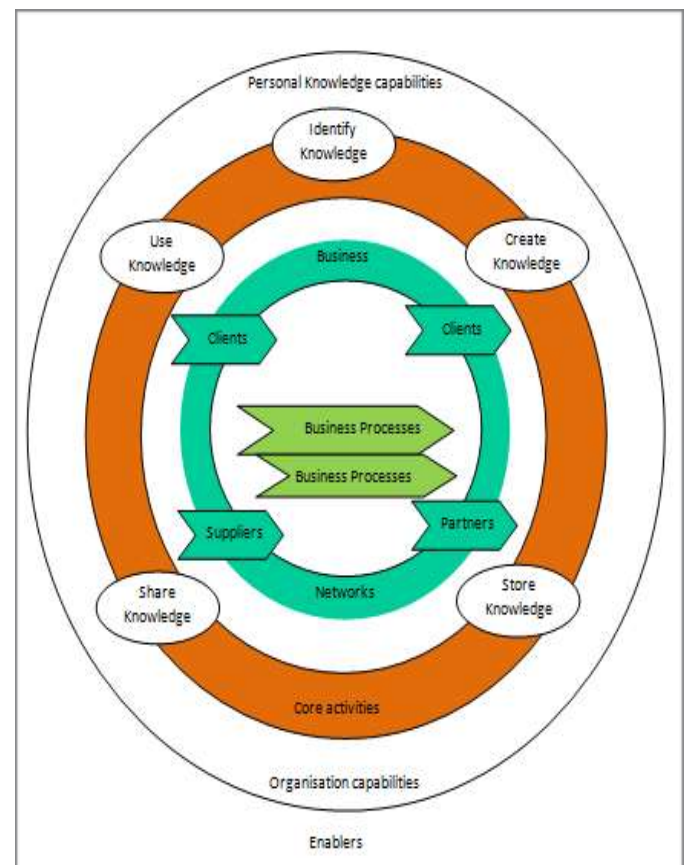 Personal Knowledge capabilities
Identify
Knowledge
Use
Knowledge
Create
Knowledge
Business
Clients
Clients
Business Processes
Business Processes
Suppliers
Partners
Share
Knowledge
Networks
Store
Knowledge
Core activities
Organisation capabilities
Enablers